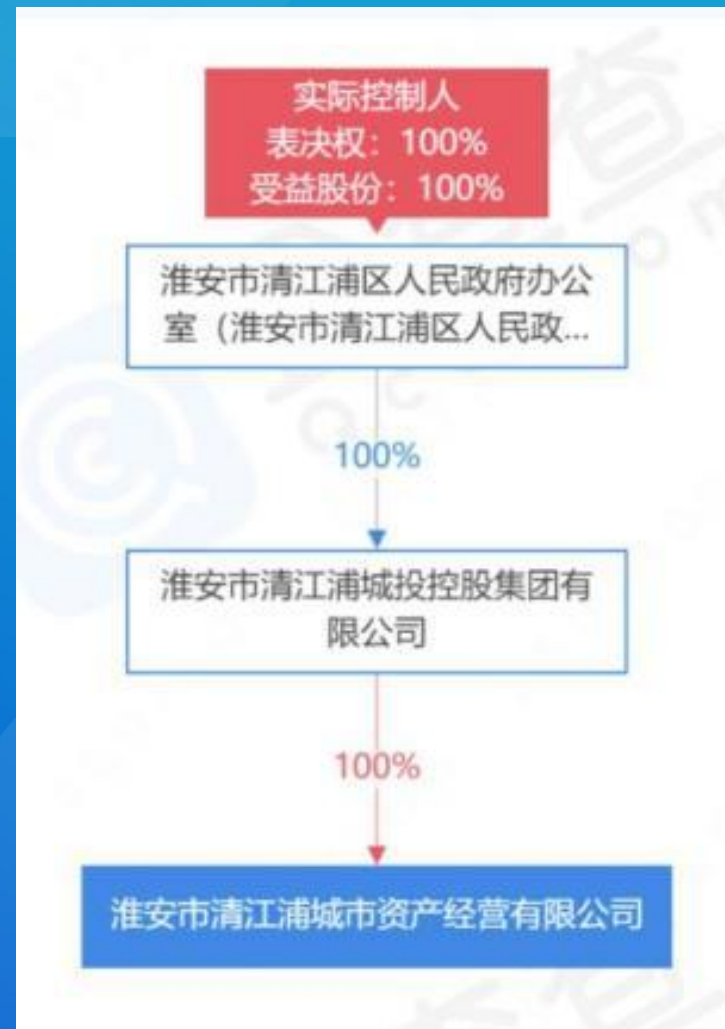 实际控制人
表决权：100%
受益股份：100%
淮安市清江浦区人民政府办公
室（淮安市清江浦区人民政...
100%
淮安市清江浦城投控股集团有
限公司
100%
淮安市清江浦城市资产经营有限公司